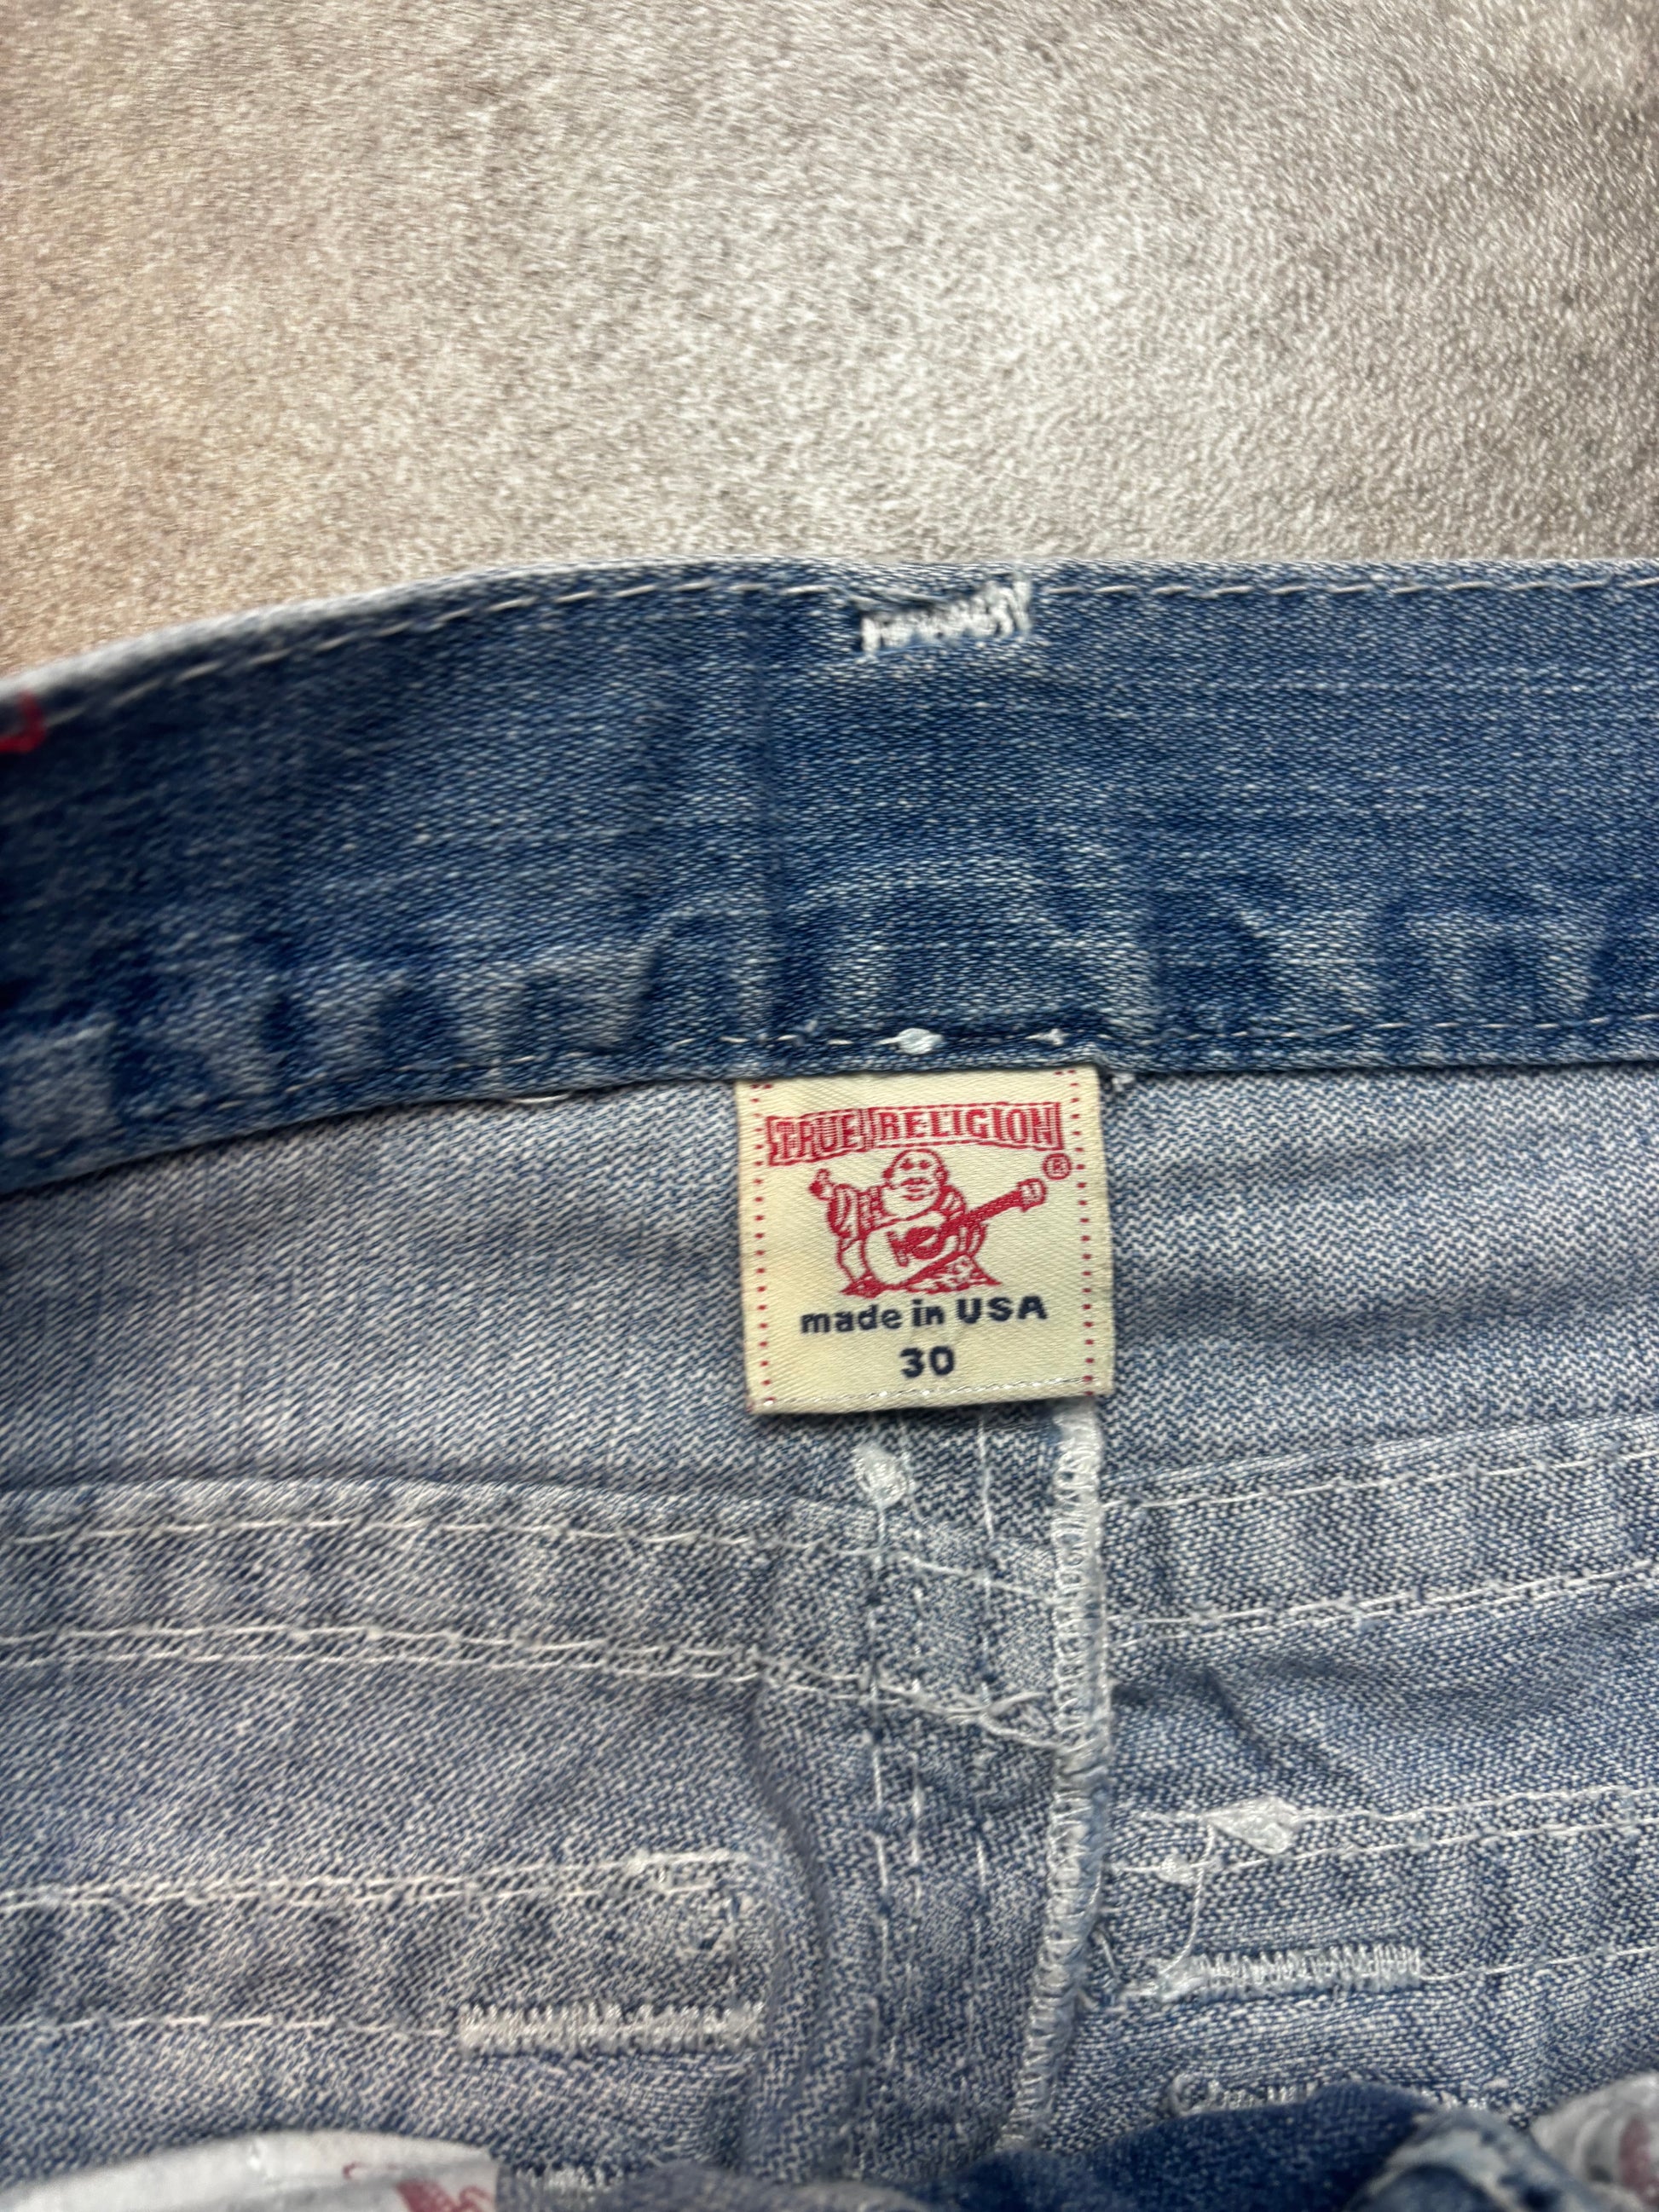 TRUE RELIGION
®
made in USA
30